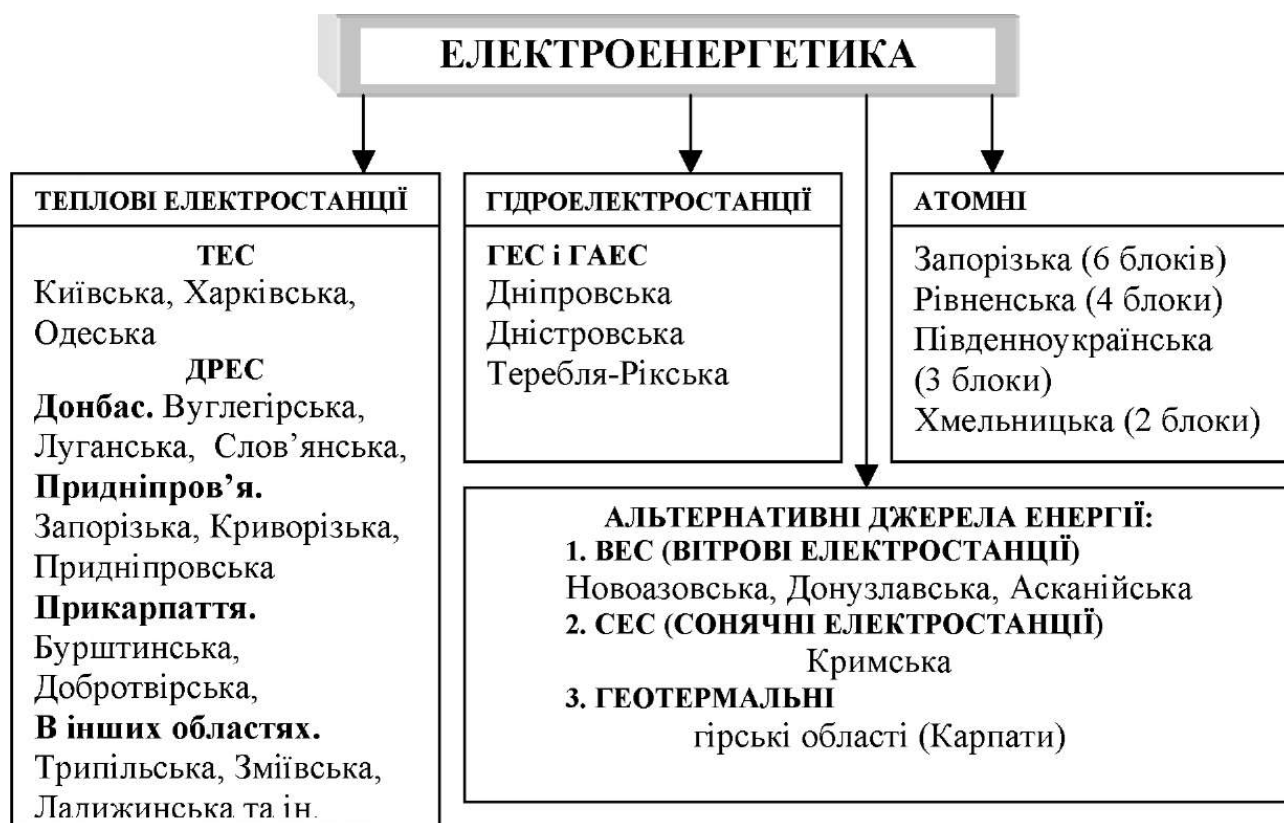 ЕЛЕКТРОЕНЕРГЕТИКА
ТЕПЛОВІ ЕЛЕКТРОСТАНЦІЇ
ТЕС
Київська, Харківська,
Одеська
ДРЕС
Донбас. Вуглегірська,
Луганська, Слов’янська,
Придніпров’я.
Запорізька, Криворізька,
Придніпровська
Прикарпаття.
Бурштинська,
Добротвірська,
В інших областях.
Трипільська, Зміївська,
Ладижинська та ін.
ГІДРОЕЛЕКТРОСТАНЦІЇ
ГЕС і ГАЕС
Дніпровська
Дністровська
Теребля-Рікська
АТОМНІ
Запорізька (6 блоків)
Рівненська (4 блоки)
Південноукраїнська
(3 блоки)
Хмельницька (2 блоки)
АЛЬТЕРНАТИВНІ ДЖЕРЕЛА ЕНЕРГІЇ:
1. ВЕС (ВІТРОВІ ЕЛЕКТРОСТАНЦІЇ)
Новоазовська, Донузлавська, Асканійська
2. СЕС (СОНЯЧНІ ЕЛЕКТРОСТАНЦІЇ)
Кримська
3. ГЕОТЕРМАЛЬНІ
гірські області (Карпати)